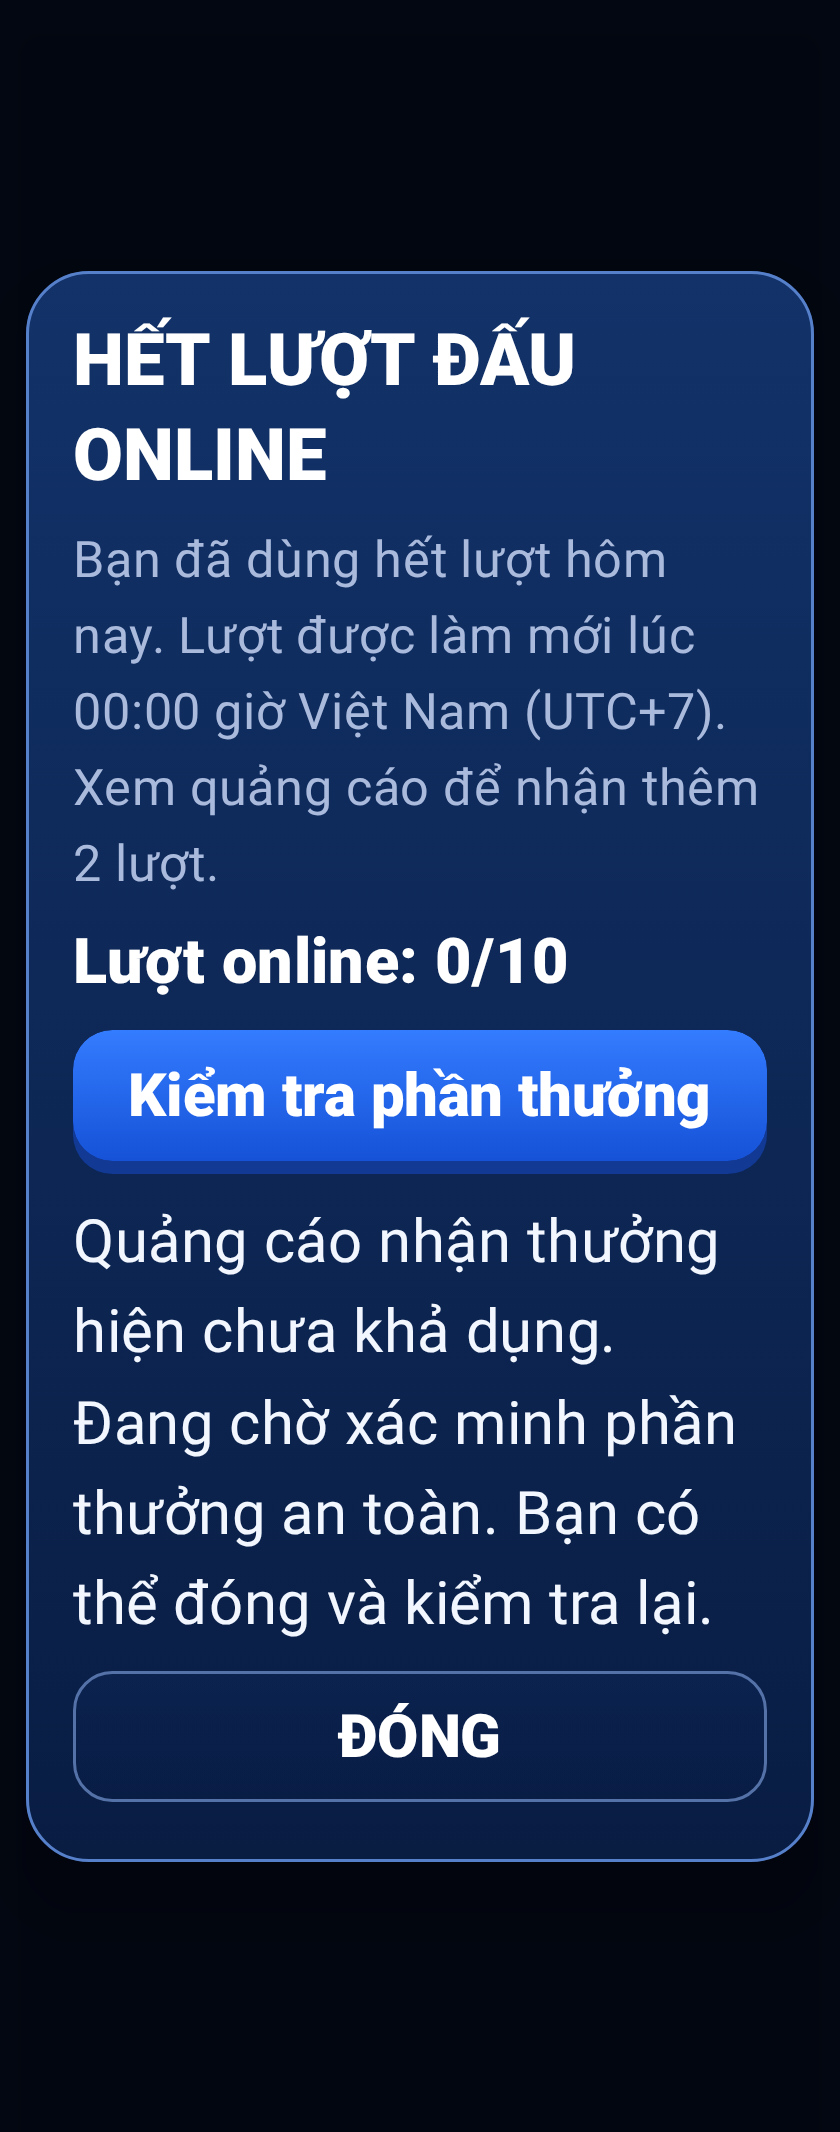 HẾT LƯỢT ĐẤU
ONLINE
Bạn đã dùng hết lượt hôm
nay. Lượt được làm mới lúc
00:00 giờ Việt Nam (UTC+7).
Xem quảng cáo để nhận thêm
2 lượt.
Lượt online: 0/10
Kiểm tra phần thưởng
Quảng cáo nhận thưởng
hiện chưa khả dụng.
Đang chờ xác minh phần
thưởng an toàn. Bạn có
thể đóng và kiểm tra lại.
ĐÓNG